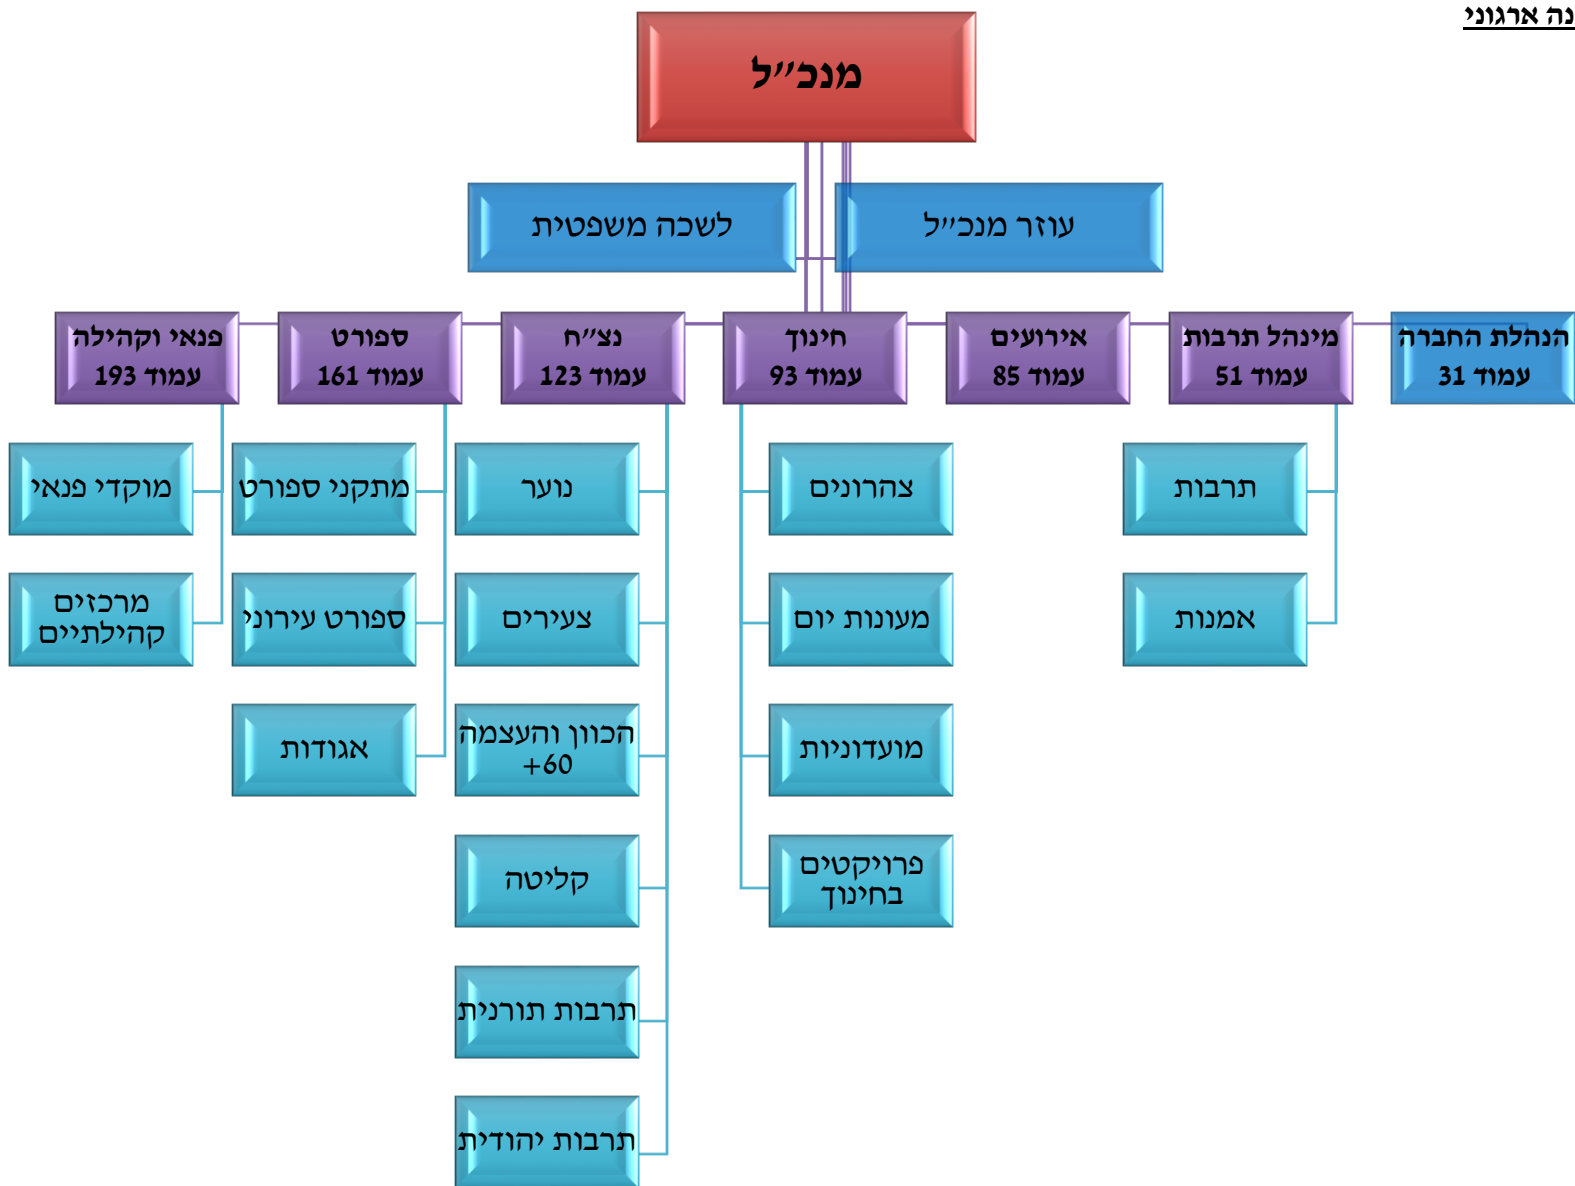 נה ארגוני
מנכ״ל
עוזר מנכ״ל
לשכה משפטית
הנהלת החברה
עמוד 31
מינהל תרבות
עמוד 51
אירועים
עמוד 85
חינוך
עמוד 93
נצ״ח
עמוד 123
ספורט
עמוד 161
פנאי וקהילה
עמוד 193
תרבות
אמנות
צהרונים
מעונות יום
מועדוניות
פרויקטים
בחינוך
נוער
צעירים
הכוון והעצמה
60+
קליטה
תרבות תורנית
תרבות יהודית
מתקני ספורט
ספורט עירוני
אגודות
מוקדי פנאי
מרכזים
קהילתיים